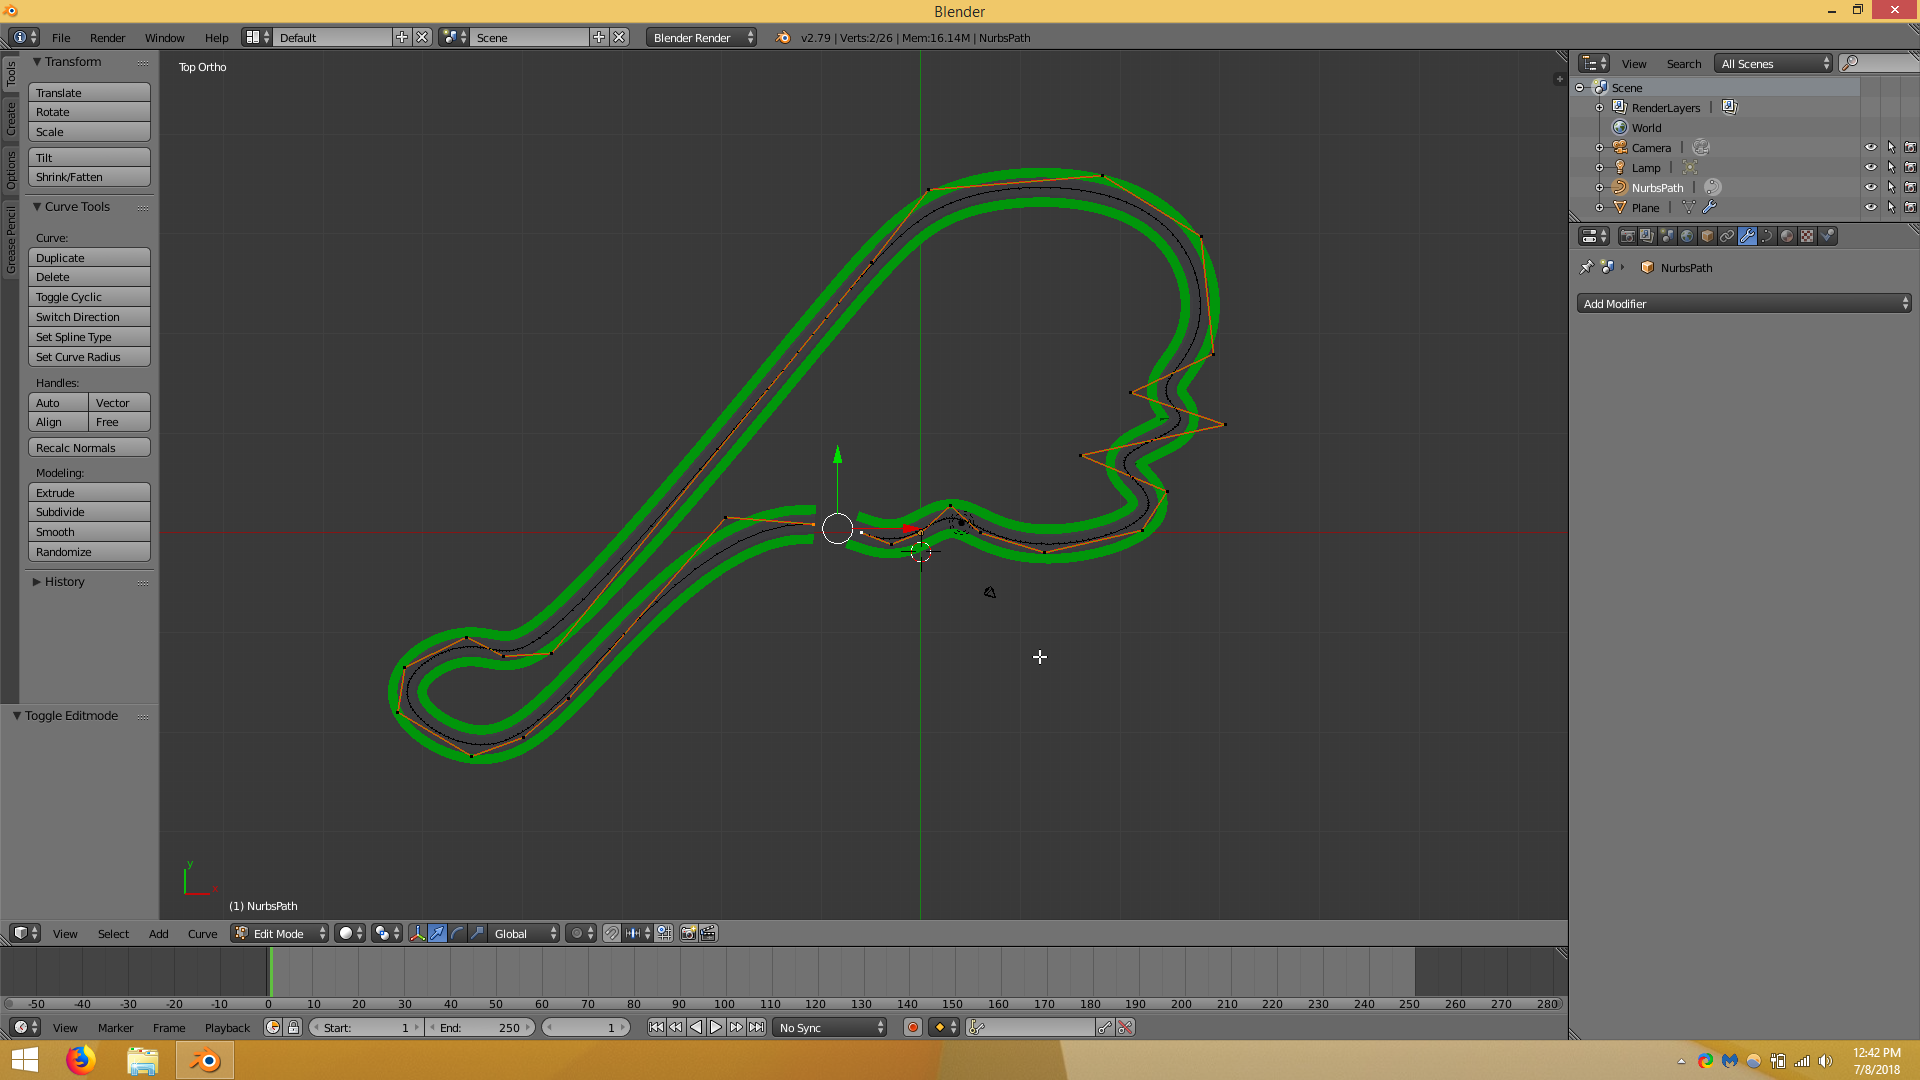 Blender
File Render Window Help Default Scene Blender Render v2.79 | Verts:2/26 | Mem:16.14M | NurbsPath
Tools
Create
Options
Grease Pencil
Transform
Translate
Rotate
Scale
Tilt
Shrink/Fatten
Curve Tools
Curve:
Duplicate
Delete
Toggle Cyclic
Switch Direction
Set Spline Type
Set Curve Radius
Handles:
Auto Vector
Align Free
Recalc Normals
Modeling:
Extrude
Subdivide
Smooth
Randomize
History
Toggle Editmode
Top Ortho
y
x
(1) NurbsPath
View Select Add Curve Edit Mode Global
View Search All Scenes
Scene
RenderLayers
World
Camera
Lamp
NurbsPath
Plane
NurbsPath
Add Modifier
-50 -40 -30 -20 -10 0 10 20 30 40 50 60 70 80 90 100 110 120 130 140 150 160 170 180 190 200 210 220 230 240 250 260 270 280
View Marker Frame Playback Start: 1 End: 250 1 No Sync
12:42 PM
7/8/2018